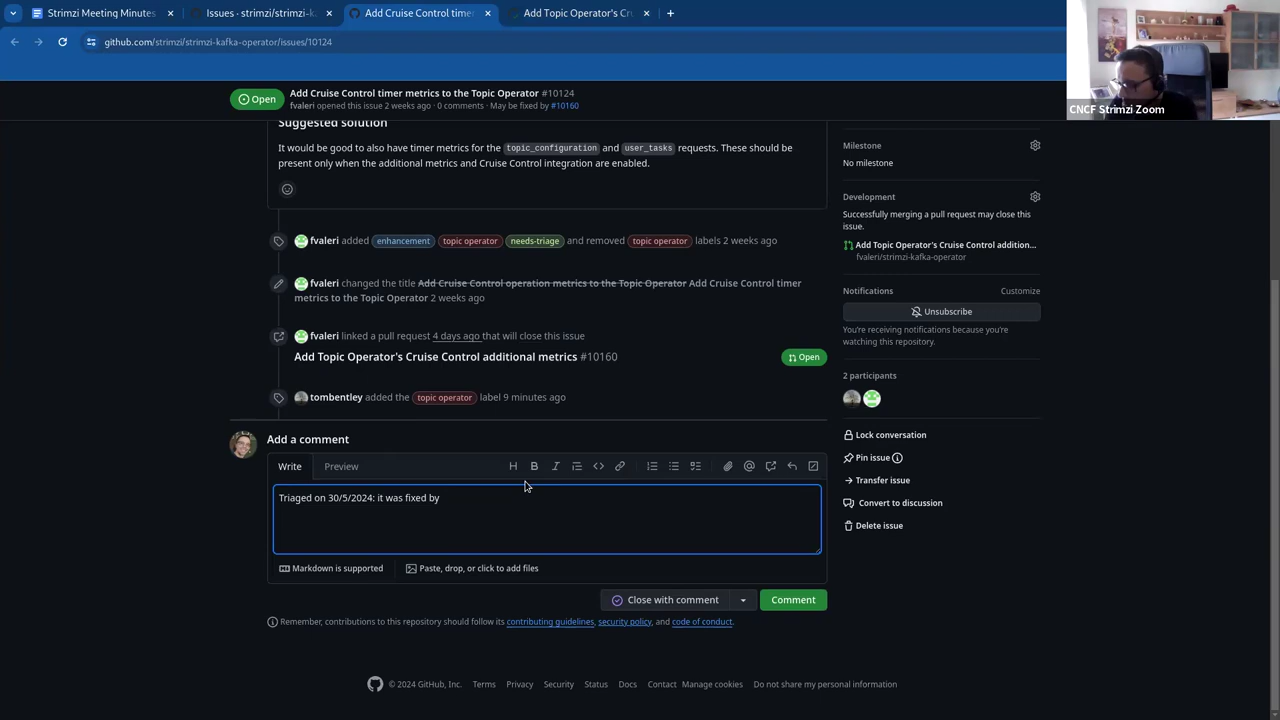 Strimzi Meeting Minutes
Issues · strimzi/strimzi-k
Add Cruise Control time
Add Topic Operator's Cr
github.com/strimzi/strimzi-kafka-operator/issues/10124
CNCF Strimzi Zoom
Open
Add Cruise Control timer metrics to the Topic Operator #10124
fvaleri opened this issue 2 weeks ago · 0 comments · May be fixed by #10160
Suggested solution
It would be good to also have timer metrics for the topic_configuration and user_tasks requests. These should be
present only when the additional metrics and Cruise Control integration are enabled.
fvaleri added enhancement topic operator needs-triage and removed topic operator labels 2 weeks ago
fvaleri changed the title Add Cruise Control operation metrics to the Topic Operator Add Cruise Control timer
metrics to the Topic Operator 2 weeks ago
fvaleri linked a pull request 4 days ago that will close this issue
Add Topic Operator's Cruise Control additional metrics #10160
Open
tombentley added the topic operator label 9 minutes ago
Add a comment
Write
Preview
Triaged on 30/5/2024: it was fixed by
Markdown is supported
Paste, drop, or click to add files
Close with comment
Comment
Remember, contributions to this repository should follow its contributing guidelines, security policy, and code of conduct.
Milestone
No milestone
Development
Successfully merging a pull request may close this
issue.
Add Topic Operator's Cruise Control addition...
fvaleri/strimzi-kafka-operator
Notifications
Customize
Unsubscribe
You're receiving notifications because you're
watching this repository.
2 participants
Lock conversation
Pin issue
Transfer issue
Convert to discussion
Delete issue
© 2024 GitHub, Inc.
Terms
Privacy
Security
Status
Docs
Contact
Manage cookies
Do not share my personal information